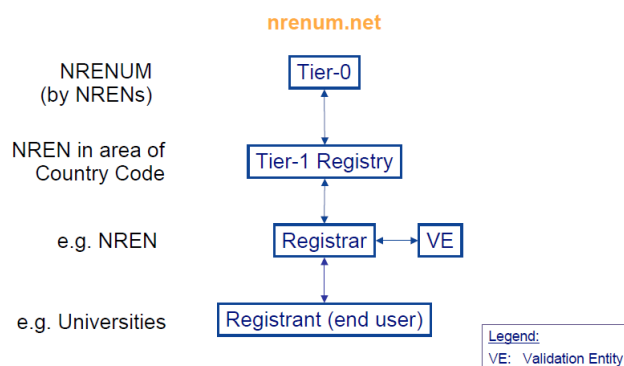 nrenum.net
NRENUM
(by NRENs)
Tier-0
NREN in area of
Country Code
Tier-1 Registry
e.g. NREN
Registrar
VE
e.g. Universities
Registrant (end user)
Legend:
VE: Validation Entity